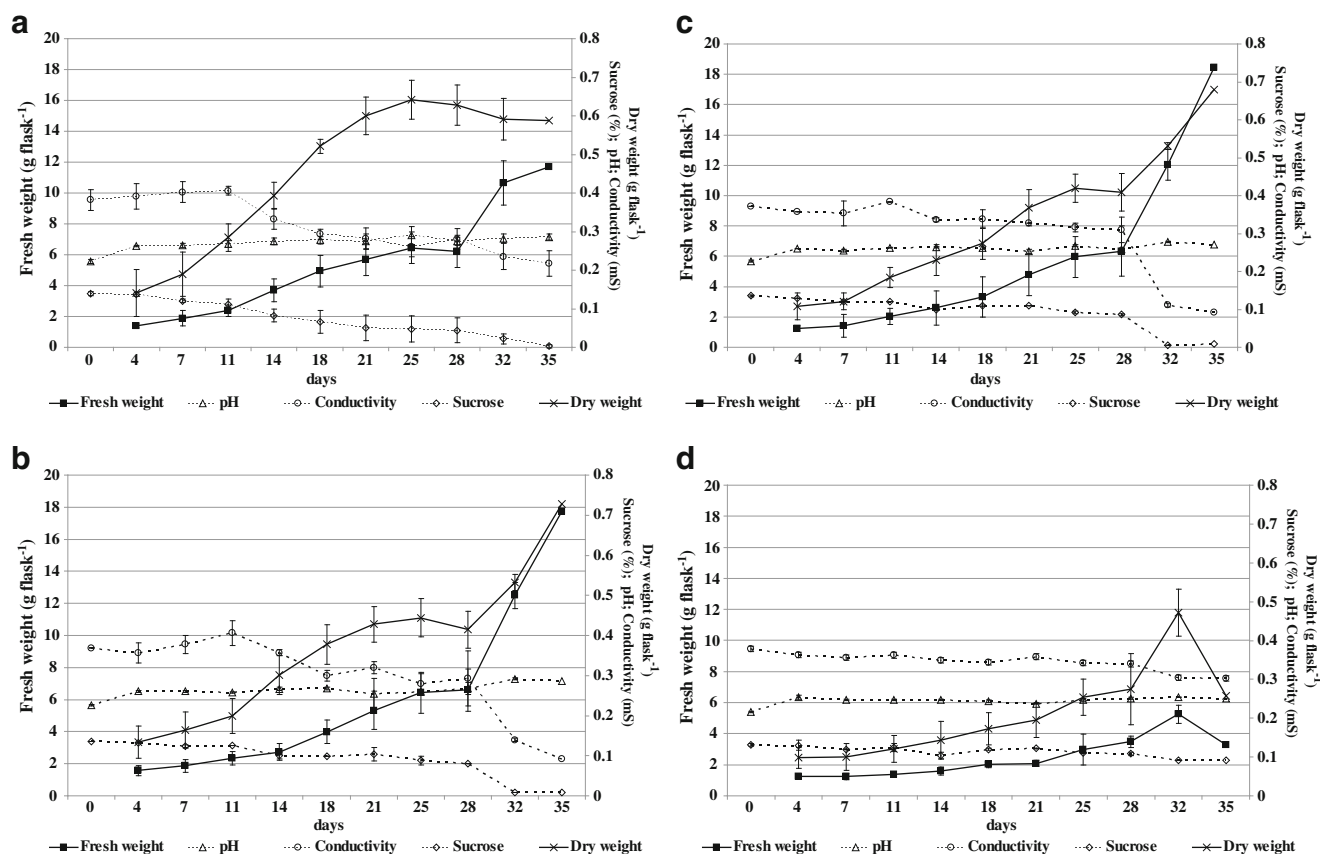 a
20
18
16
14
12
10
8
6
4
2
0
Fresh weight (g flask-1)
0.8
0.7
0.6
0.5
0.4
0.3
0.2
0.1
0
Dry weight (g flask-1)
Sucrose (%); pH; Conductivity (mS)
0 4 7 11 14 18 21 25 28 32 35
days
Fresh weight pH Conductivity Sucrose Dry weight
b
20
18
16
14
12
10
8
6
4
2
0
Fresh weight (g flask-1)
0.8
0.7
0.6
0.5
0.4
0.3
0.2
0.1
0
Dry weight (g flask-1)
Sucrose (%); pH; Conductivity (mS)
0 4 7 11 14 18 21 25 28 32 35
days
Fresh weight pH Conductivity Sucrose Dry weight
c
20
18
16
14
12
10
8
6
4
2
0
Fresh weight (g flask-1)
0.8
0.7
0.6
0.5
0.4
0.3
0.2
0.1
0
Dry weight (g flask-1)
Sucrose (%); pH; Conductivity (mS)
0 4 7 11 14 18 21 25 28 32 35
days
Fresh weight pH Conductivity Sucrose Dry weight
d
20
18
16
14
12
10
8
6
4
2
0
Fresh weight (g flask-1)
0.8
0.7
0.6
0.5
0.4
0.3
0.2
0.1
0
Dry weight (g flask-1)
Sucrose (%); pH; Conductivity (mS)
0 4 7 11 14 18 21 25 28 32 35
days
Fresh weight pH Conductivity Sucrose Dry weight